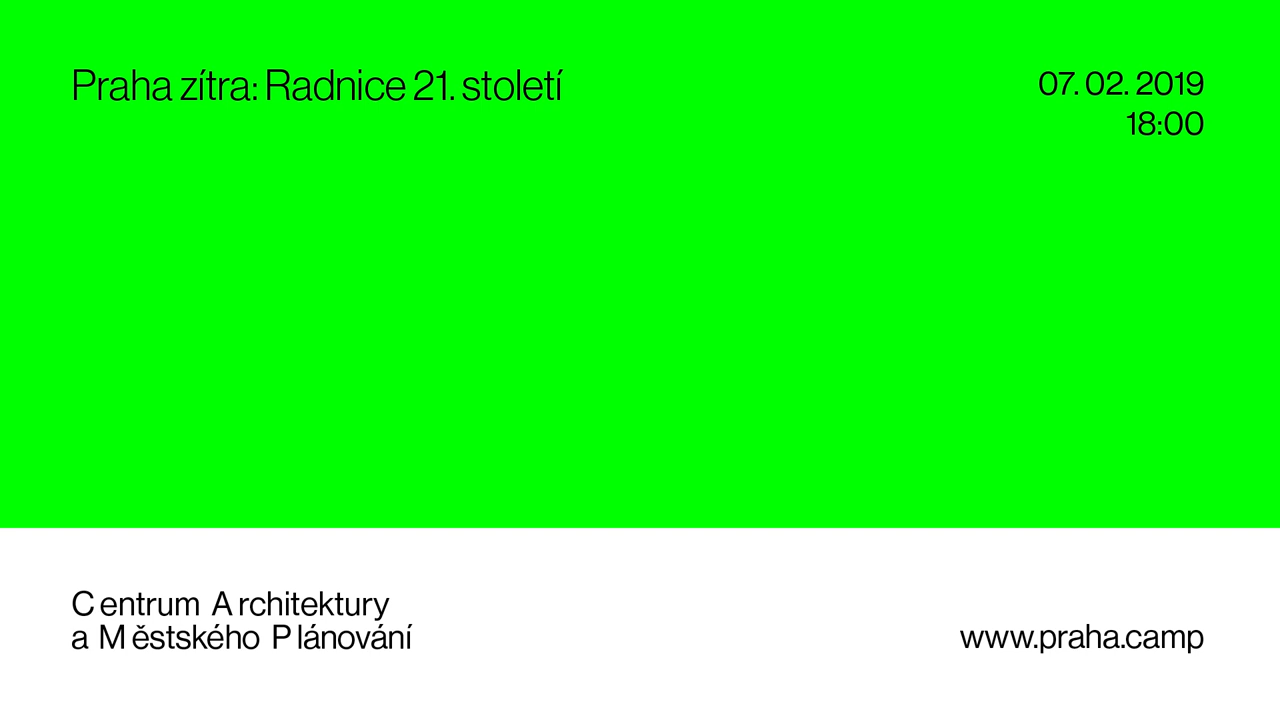 Praha zítra: Radnice 21. století
07. 02. 2019
18:00
Centrum Architektury
a Městského Plánování
www.praha.camp